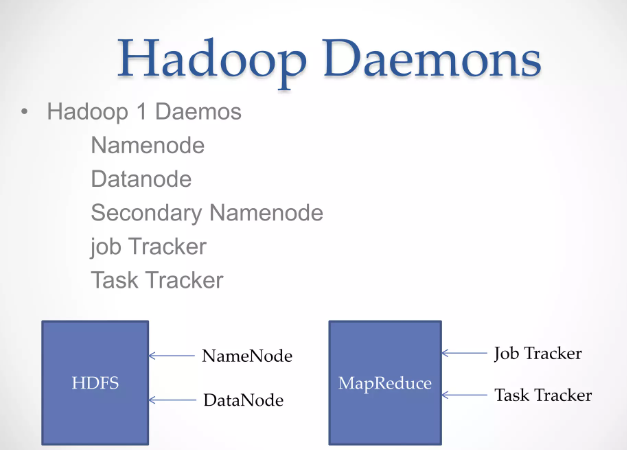 Hadoop Daemons
• Hadoop 1 Daemos
Namenode
Datanode
Secondary Namenode
job Tracker
Task Tracker
HDFS
NameNode
DataNode
MapReduce
Job Tracker
Task Tracker